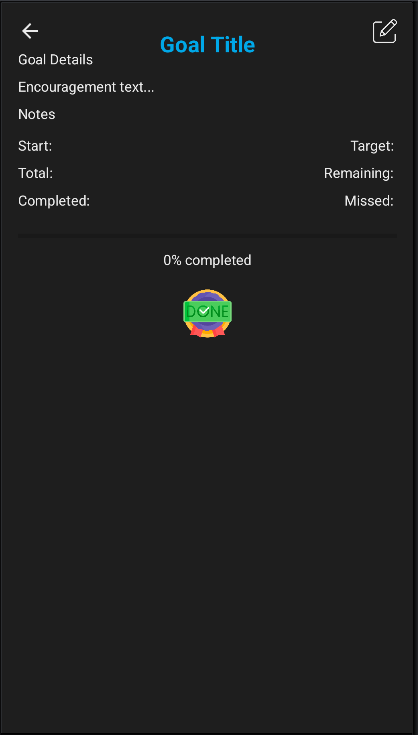 Goal Title
Goal Details
Encouragement text...
Notes
Start: Target:
Total: Remaining:
Completed: Missed:
0% completed
DONE